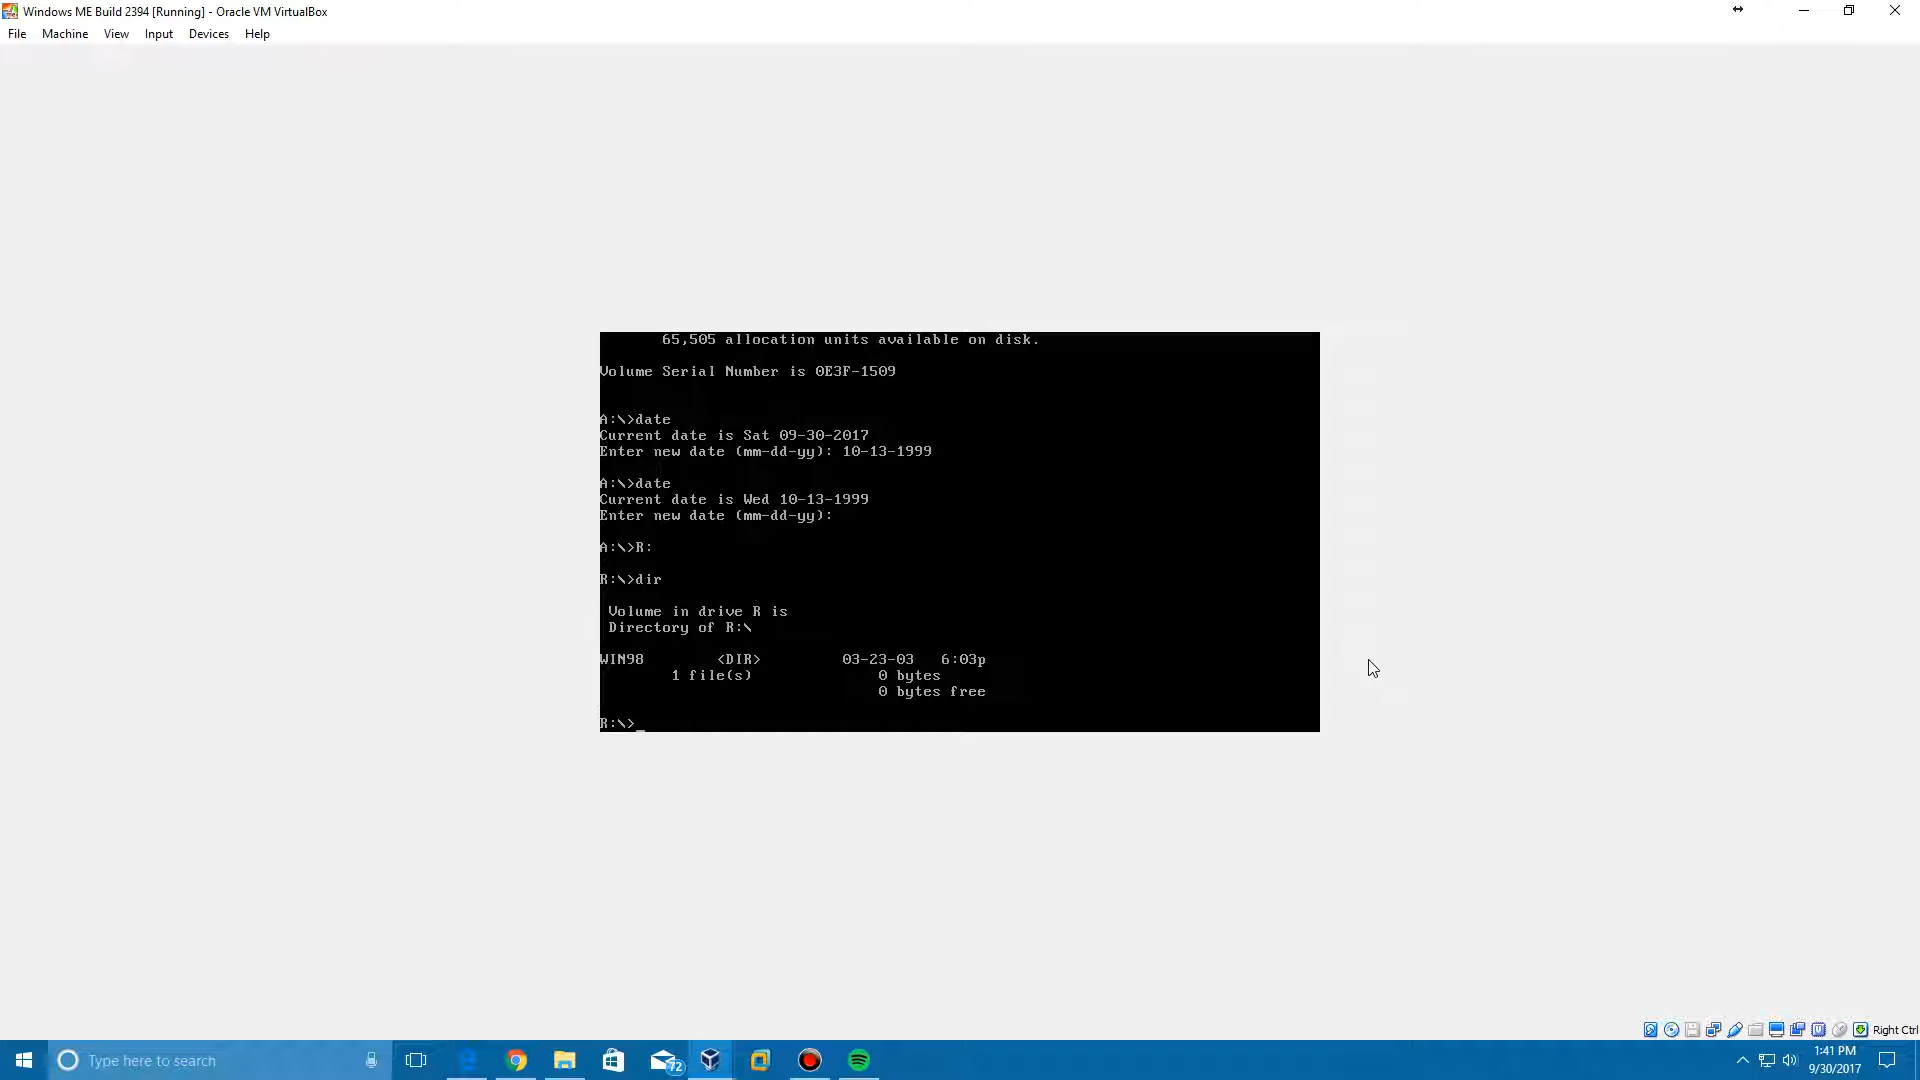 Windows ME Build 2394 [Running] - Oracle VM VirtualBox
File Machine View Input Devices Help
65,505 allocation units available on disk.
Volume Serial Number is 0E3F-1509
A:\>date
Current date is Sat 09-30-2017
Enter new date (mm-dd-yy): 10-13-1999
A:\>date
Current date is Wed 10-13-1999
Enter new date (mm-dd-yy):
A:\>R:
R:\>dir
Volume in drive R is
Directory of R:\
WIN98 <DIR> 03-23-03 6:03p
1 file(s) 0 bytes
0 bytes free
R:\>_
Right Ctrl
Type here to search
72
1:41 PM
9/30/2017